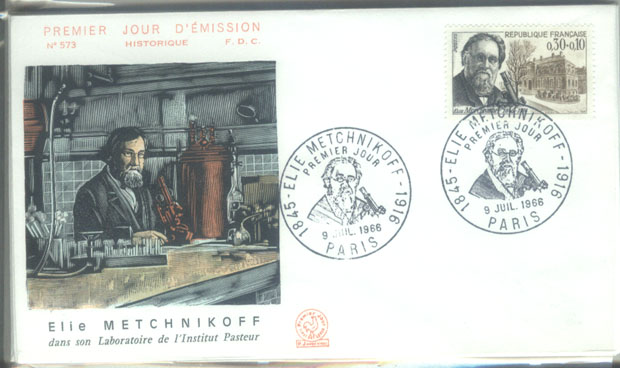 PREMIER JOUR D'ÉMISSION
N° 573 HISTORIQUE F. D. C.
RÉPUBLIQUE FRANÇAISE
0,30+0,10
1845-ELIE METCHNIKOFF-1916
PREMIER JOUR
9 JUIL. 1966
PARIS
1845-ELIE METCHNIKOFF-1916
PREMIER JOUR
9 JUIL. 1966
PARIS
Elie METCHNIKOFF
dans son Laboratoire de l'Institut Pasteur